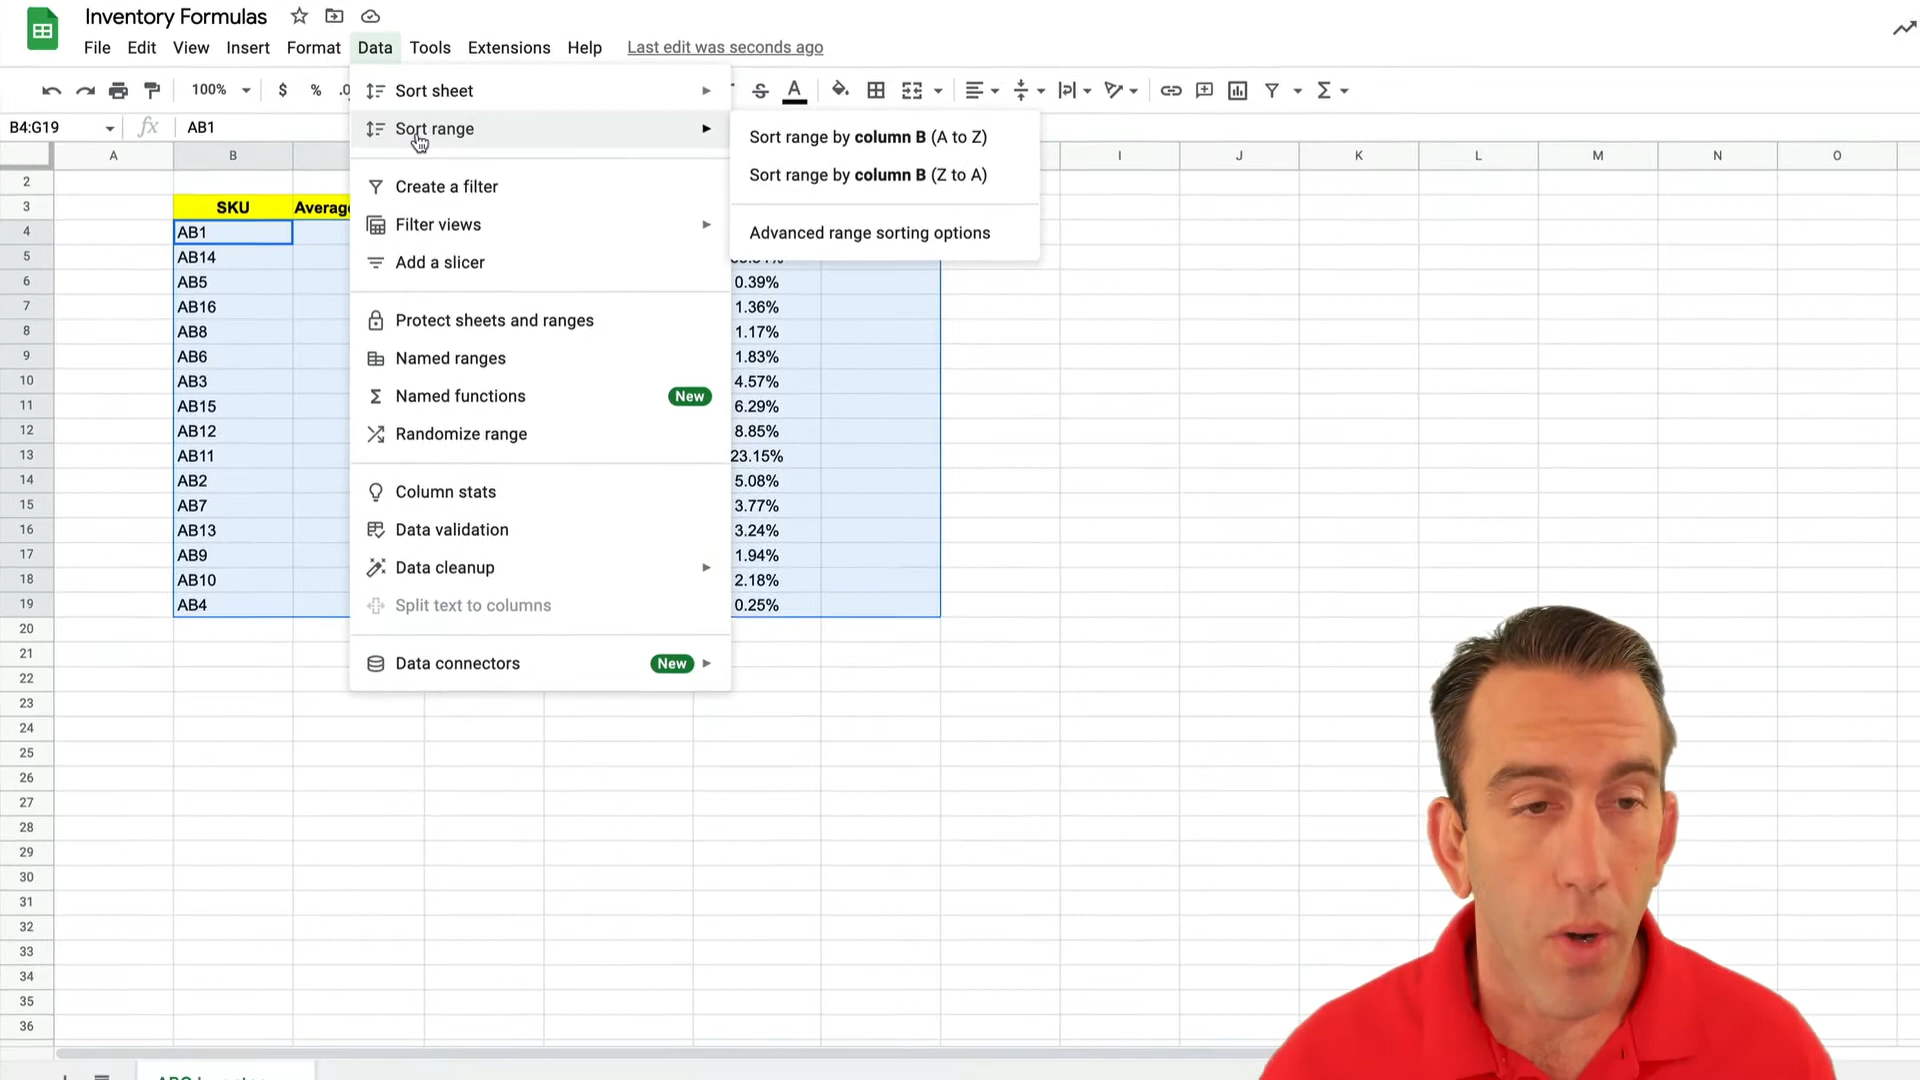 Inventory Formulas
File Edit View Insert Format Data Tools Extensions Help Last edit was seconds ago
100% $ % .0
B4:G19 fx AB1
Sort sheet
Sort range
Create a filter
Filter views
Add a slicer
Protect sheets and ranges
Named ranges
Named functions New
Randomize range
Column stats
Data validation
Data cleanup
Split text to columns
Data connectors New
Sort range by column B (A to Z)
Sort range by column B (Z to A)
Advanced range sorting options
A B I J K L M N O
2
3 SKU Average
4 AB1
5 AB14
6 AB5 0.39%
7 AB16 1.36%
8 AB8 1.17%
9 AB6 1.83%
10 AB3 4.57%
11 AB15 6.29%
12 AB12 8.85%
13 AB11 23.15%
14 AB2 5.08%
15 AB7 3.77%
16 AB13 3.24%
17 AB9 1.94%
18 AB10 2.18%
19 AB4 0.25%
20
21
22
23
24
25
26
27
28
29
30
31
32
33
34
35
36